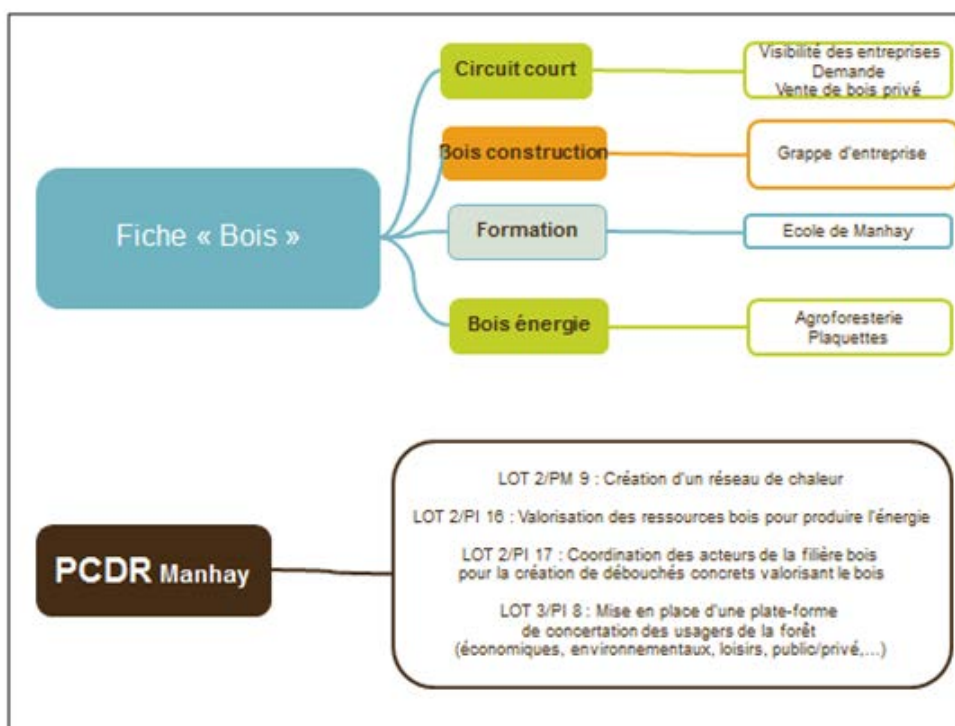 Fiche « Bois »
Circuit court
Visibilité des entreprises
Demande
Vente de bois privé
Bois construction
Grappe d'entreprise
Formation
Ecole de Manhay
Bois énergie
Agroforesterie
Plaquettes
PCDR Manhay
LOT 2/PM 9 : Création d'un réseau de chaleur
LOT 2/PI 16 : Valorisation des ressources bois pour produire l'énergie
LOT 2/PI 17 : Coordination des acteurs de la filière bois
pour la création de débouchés concrets valorisant le bois
LOT 3/PI 8 : Mise en place d'une plate-forme
de concertation des usagers de la forêt
(économiques, environnementaux, loisirs, public/privé,...)